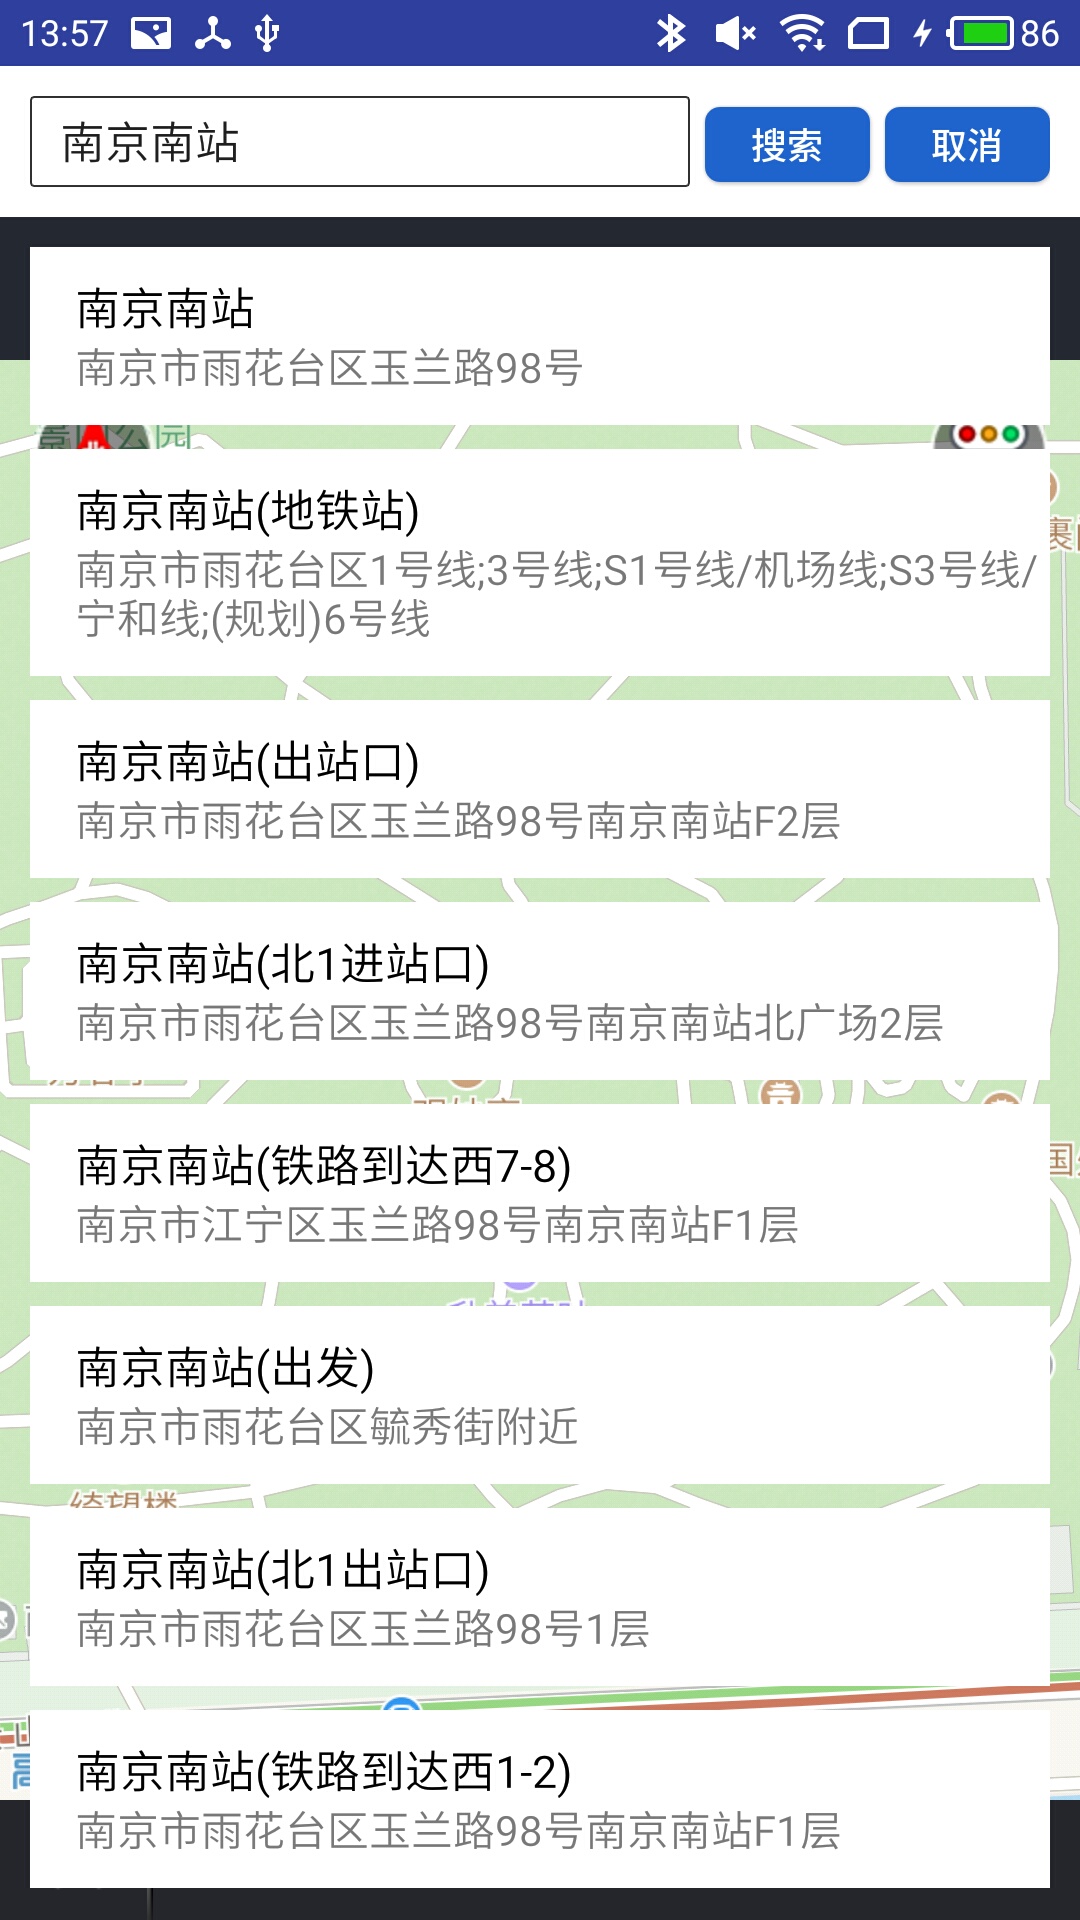 13:57
86
南京南站
搜索
取消
南京南站
南京市雨花台区玉兰路98号
南京南站(地铁站)
南京市雨花台区1号线;3号线;S1号线/机场线;S3号线/
宁和线;(规划)6号线
南京南站(出站口)
南京市雨花台区玉兰路98号南京南站F2层
南京南站(北1进站口)
南京市雨花台区玉兰路98号南京南站北广场2层
南京南站(铁路到达西7-8)
南京市江宁区玉兰路98号南京南站F1层
南京南站(出发)
南京市雨花台区毓秀街附近
绮望楼
南京南站(北1出站口)
南京市雨花台区玉兰路98号1层
南京南站(铁路到达西1-2)
南京市雨花台区玉兰路98号南京南站F1层